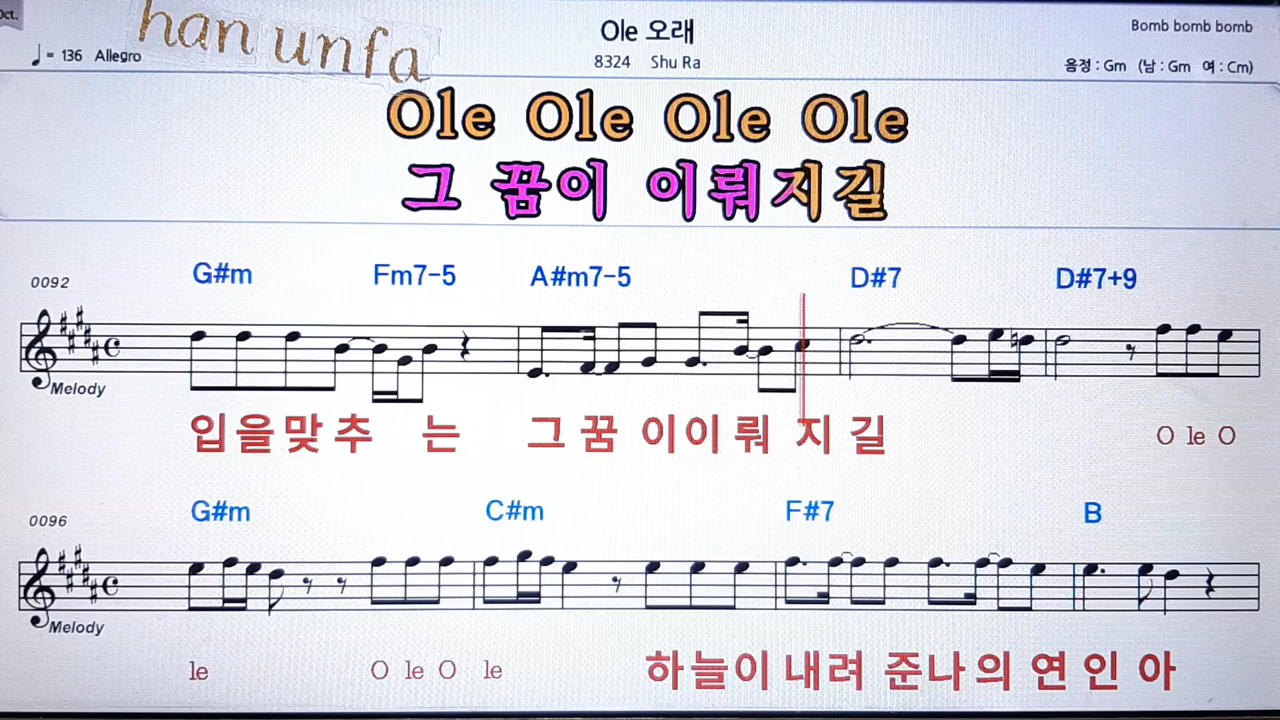 Oct.
han unfa
♩= 136 Allegro
Ole 오래
8324 Shu Ra
Bomb bomb bomb
음정 : Gm (남 : Gm 여 : Cm)
Ole Ole Ole Ole
그 꿈이 이뤄지길
0092
G#m Fm7-5 A#m7-5 D#7 D#7+9
Melody
입을맞추 는 그꿈 이이뤄 지길 O le O
0096
G#m C#m F#7 B
Melody
le O le O le 하늘이내려 준나의 연인 아